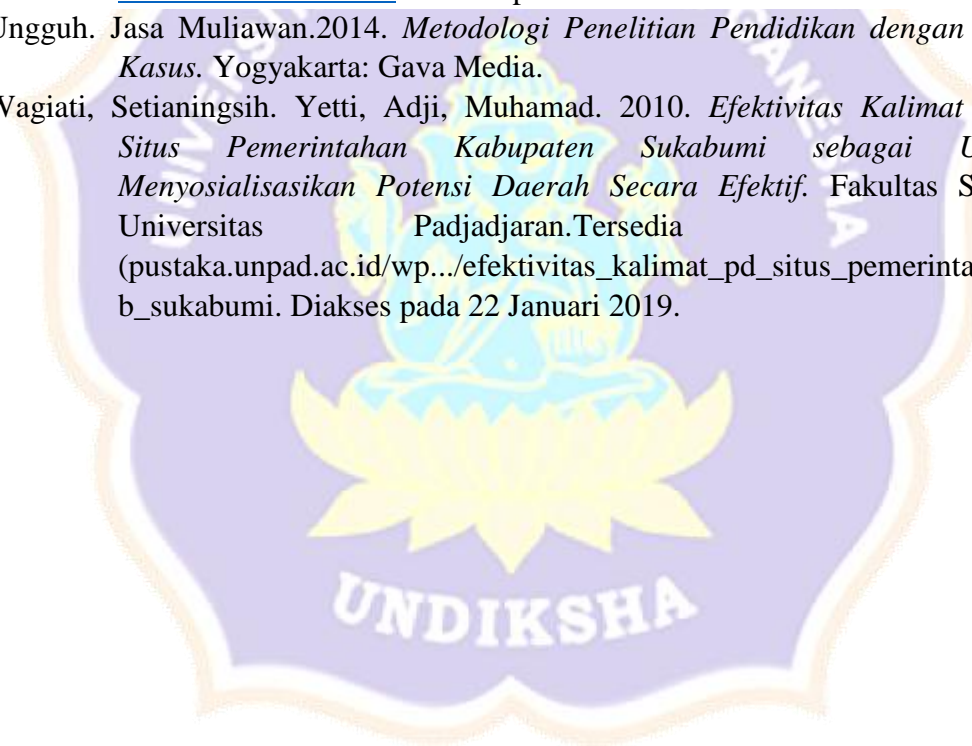 Ungguh. Jasa Muliawan.2014. Metodologi Penelitian Pendidikan dengan
Kasus. Yogyakarta: Gava Media.
Wagiati, Setianingsih. Yetti, Adji, Muhamad. 2010. Efektivitas Kalimat
Situs Pemerintahan Kabupaten Sukabumi sebagai U
Menyosialisasikan Potensi Daerah Secara Efektif. Fakultas S
Universitas Padjadjaran.Tersedia
(pustaka.unpad.ac.id/wp.../efektivitas_kalimat_pd_situs_pemerinta
b_sukabumi. Diakses pada 22 Januari 2019.
UNDIKSHA